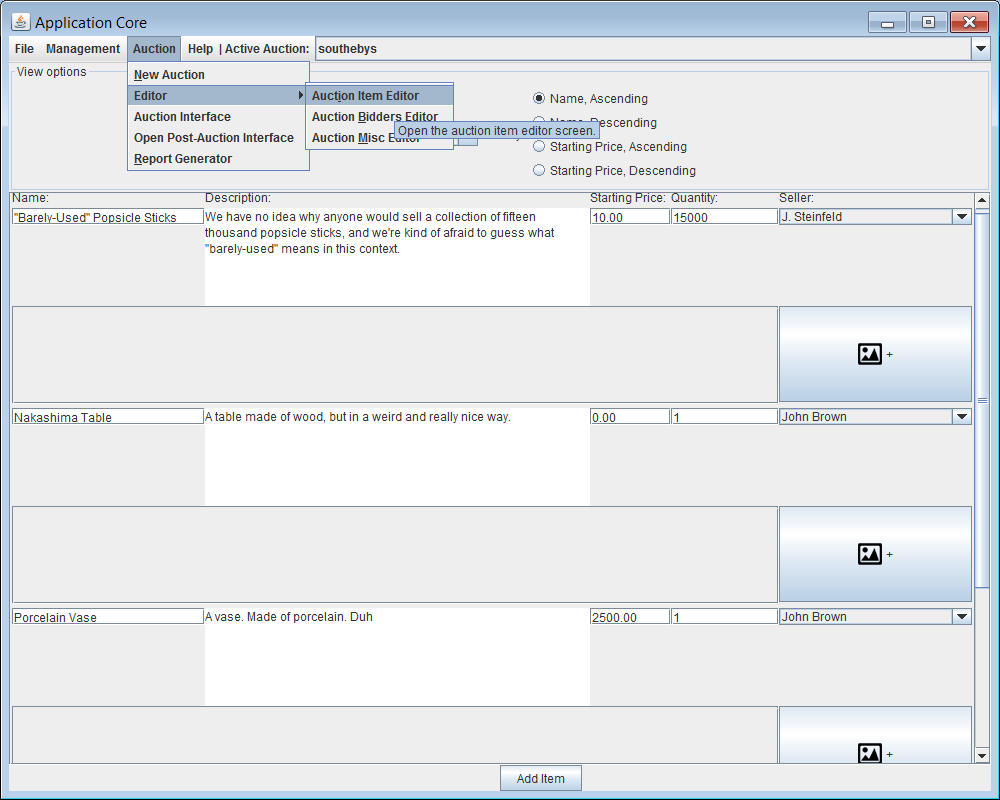 Application Core
File Management Auction Help | Active Auction: southebys
View options
New Auction
Editor
Auction Interface
Open Post-Auction Interface
Report Generator
Auction Item Editor
Auction Bidders Editor
Auction Misc Editor
Open the auction item editor screen.
Name, Ascending
Descending
Starting Price, Ascending
Starting Price, Descending
Name: Description: Starting Price: Quantity: Seller:
"Barely-Used" Popsicle Sticks We have no idea why anyone would sell a collection of fifteen 10.00 15000 J. Steinfeld
thousand popsicle sticks, and we're kind of afraid to guess what
"barely-used" means in this context.
+
Nakashima Table A table made of wood, but in a weird and really nice way. 0.00 1 John Brown
+
Porcelain Vase A vase. Made of porcelain. Duh 2500.00 1 John Brown
+
Add Item